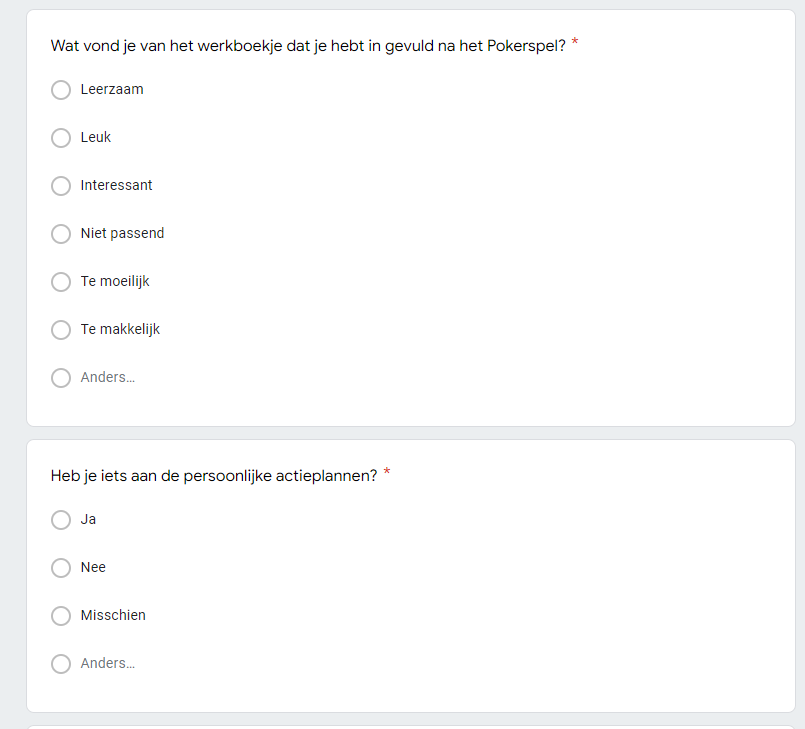 Wat vond je van het werkboekje dat je hebt in gevuld na het Pokerspel? *
Leerzaam
Leuk
Interessant
Niet passend
Te moeilijk
Te makkelijk
Anders...
Heb je iets aan de persoonlijke actieplannen? *
Ja
Nee
Misschien
Anders...